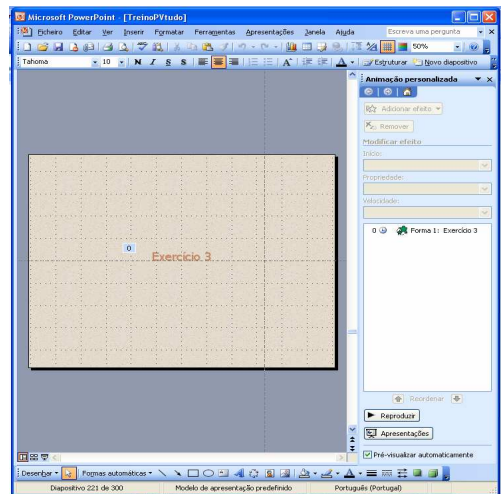 Microsoft PowerPoint - [TreinoPVtudo]
Ficheiro Editar Ver Inserir Formatar Ferramentas Apresentações Janela Ajuda Escreva uma pergunta
50%
Tahoma 10 N I S S Estruturar Novo diapositivo
Animação personalizada
Adicionar efeito
Remover
Modificar efeito
Início:
Propriedade:
Velocidade:
0 Forma 1: Exercício 3
0
Exercício 3
Reordenar
Reproduzir
Apresentações
Pré-visualizar automaticamente
Desenhar Formas automáticas
Diapositivo 221 de 300 Modelo de apresentação predefinido Português (Portugal)